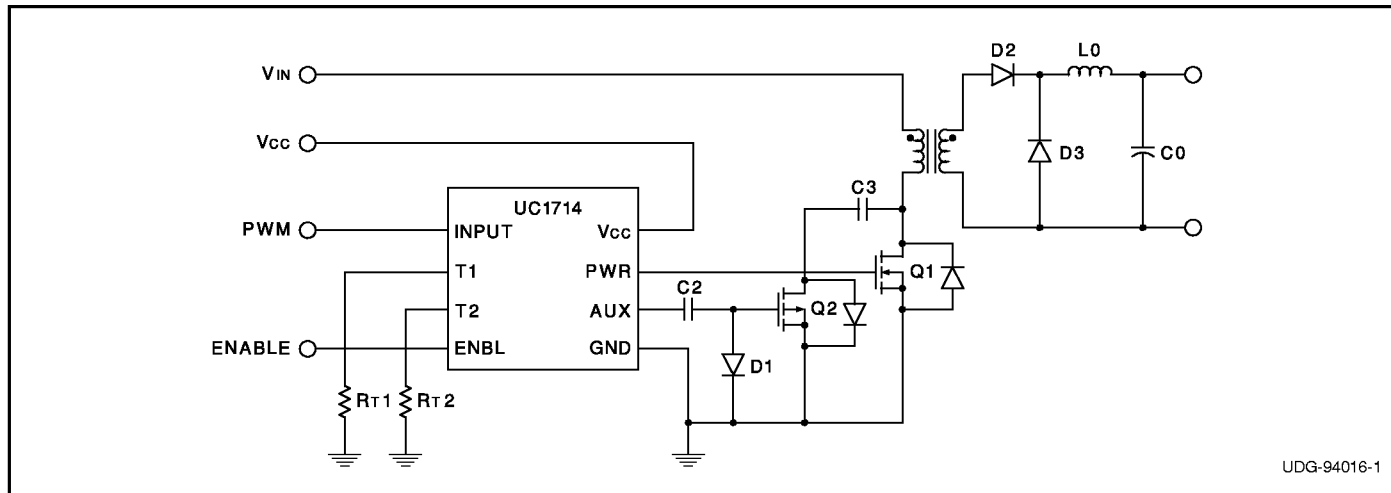 D2
L0
VIN
VCC
D3
C0
C3
UC1714
PWM
INPUT
VCC
T1
PWR
Q1
C2
T2
AUX
Q2
ENABLE
ENBL
GND
D1
RT1
RT2
UDG-94016-1